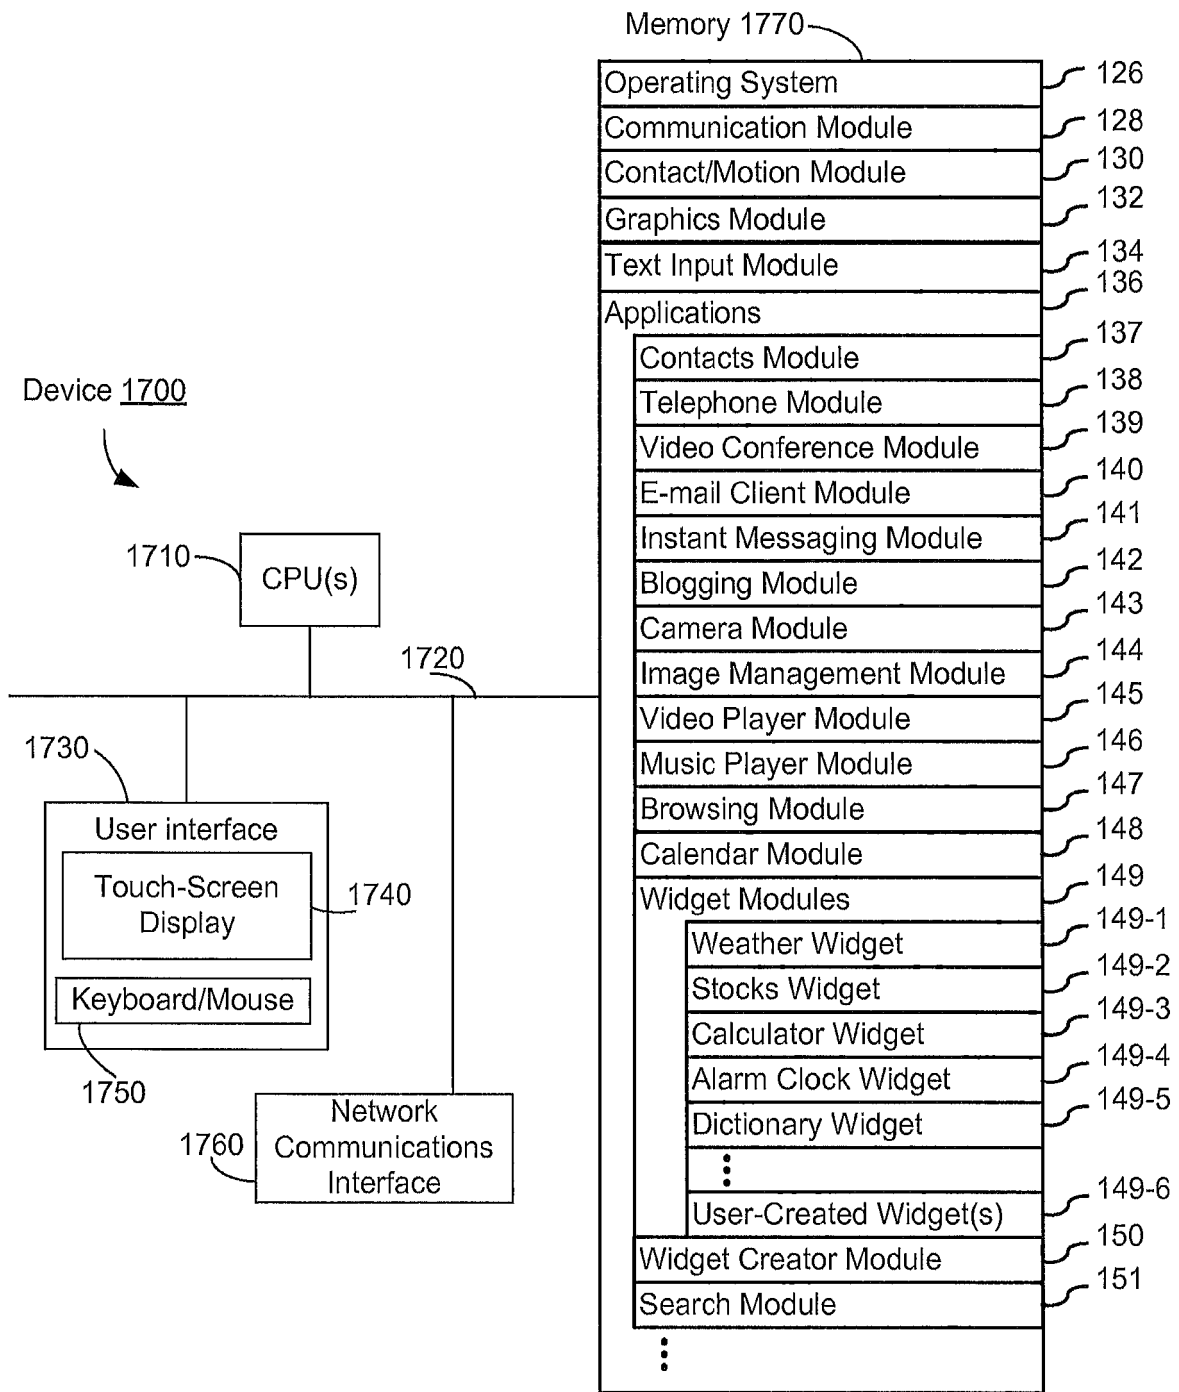 Memory 1770
Operating System 126
Communication Module 128
Contact/Motion Module 130
Graphics Module 132
Text Input Module 134
Applications 136
Contacts Module 137
Telephone Module 138
Video Conference Module 139
E-mail Client Module 140
Instant Messaging Module 141
Blogging Module 142
Camera Module 143
Image Management Module 144
Video Player Module 145
Music Player Module 146
Browsing Module 147
Calendar Module 148
Widget Modules 149
Weather Widget 149-1
Stocks Widget 149-2
Calculator Widget 149-3
Alarm Clock Widget 149-4
Dictionary Widget 149-5
User-Created Widget(s) 149-6
Widget Creator Module 150
Search Module 151
Device 1700
1710
CPU(s)
1720
1730
User interface
Touch-Screen
Display
1740
Keyboard/Mouse
1750
1760
Network
Communications
Interface